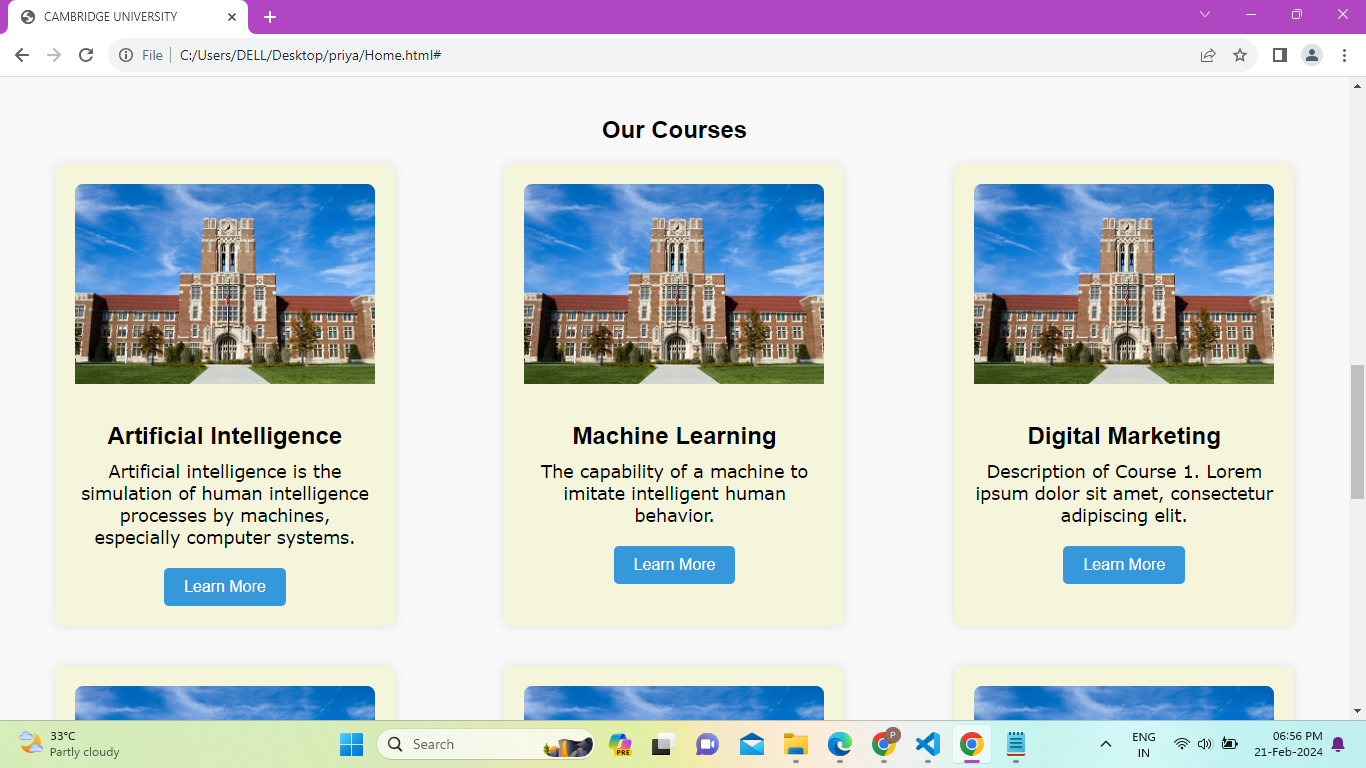 CAMBRIDGE UNIVERSITY
File
C:/Users/DELL/Desktop/priya/Home.html#
Our Courses
Artificial Intelligence
Artificial intelligence is the
simulation of human intelligence
processes by machines,
especially computer systems.
Learn More
Machine Learning
The capability of a machine to
imitate intelligent human
behavior.
Learn More
Digital Marketing
Description of Course 1. Lorem
ipsum dolor sit amet, consectetur
adipiscing elit.
Learn More
33°C
Partly cloudy
Search
PRE
P
ENG
IN
06:56 PM
21-Feb-2024